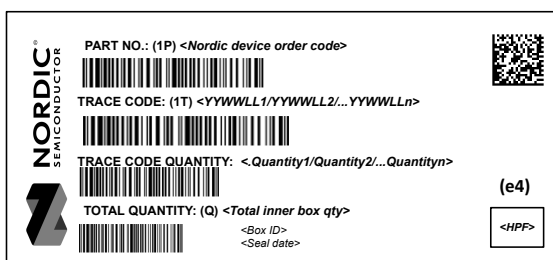 NORDIC®
SEMICONDUCTOR
PART NO.: (1P) <Nordic device order code>
TRACE CODE: (1T) <YYWWLL1/YYWWLL2/...YYWWLLn>
TRACE CODE QUANTITY: <.Quantity1/Quantity2/...Quantityn>
TOTAL QUANTITY: (Q) <Total inner box qty>
<Box ID>
<Seal date>
(e4)
<HPF>